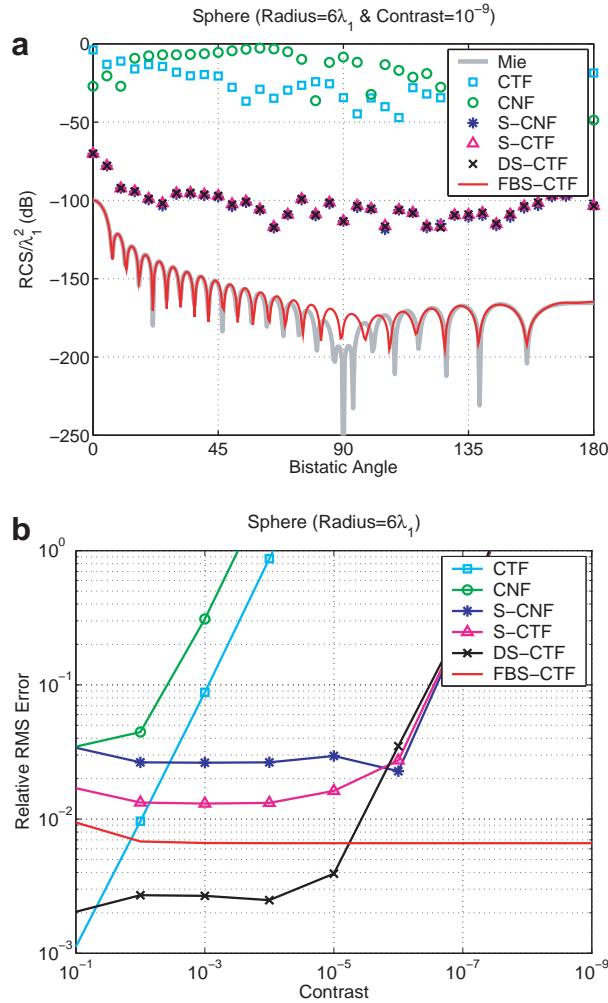 Sphere (Radius=6λ₁ & Contrast=10⁻⁹)
a
0
−50
−100
−150
−200
−250
RCS/λ₁² (dB)
Mie
CTF
CNF
S−CNF
S−CTF
DS−CTF
FBS−CTF
0
45
90
135
180
Bistatic Angle
b
Sphere (Radius=6λ₁)
10⁰
10⁻¹
10⁻²
10⁻³
Relative RMS Error
CTF
CNF
S−CNF
S−CTF
DS−CTF
FBS−CTF
10⁻¹
10⁻³
10⁻⁵
10⁻⁷
10⁻⁹
Contrast